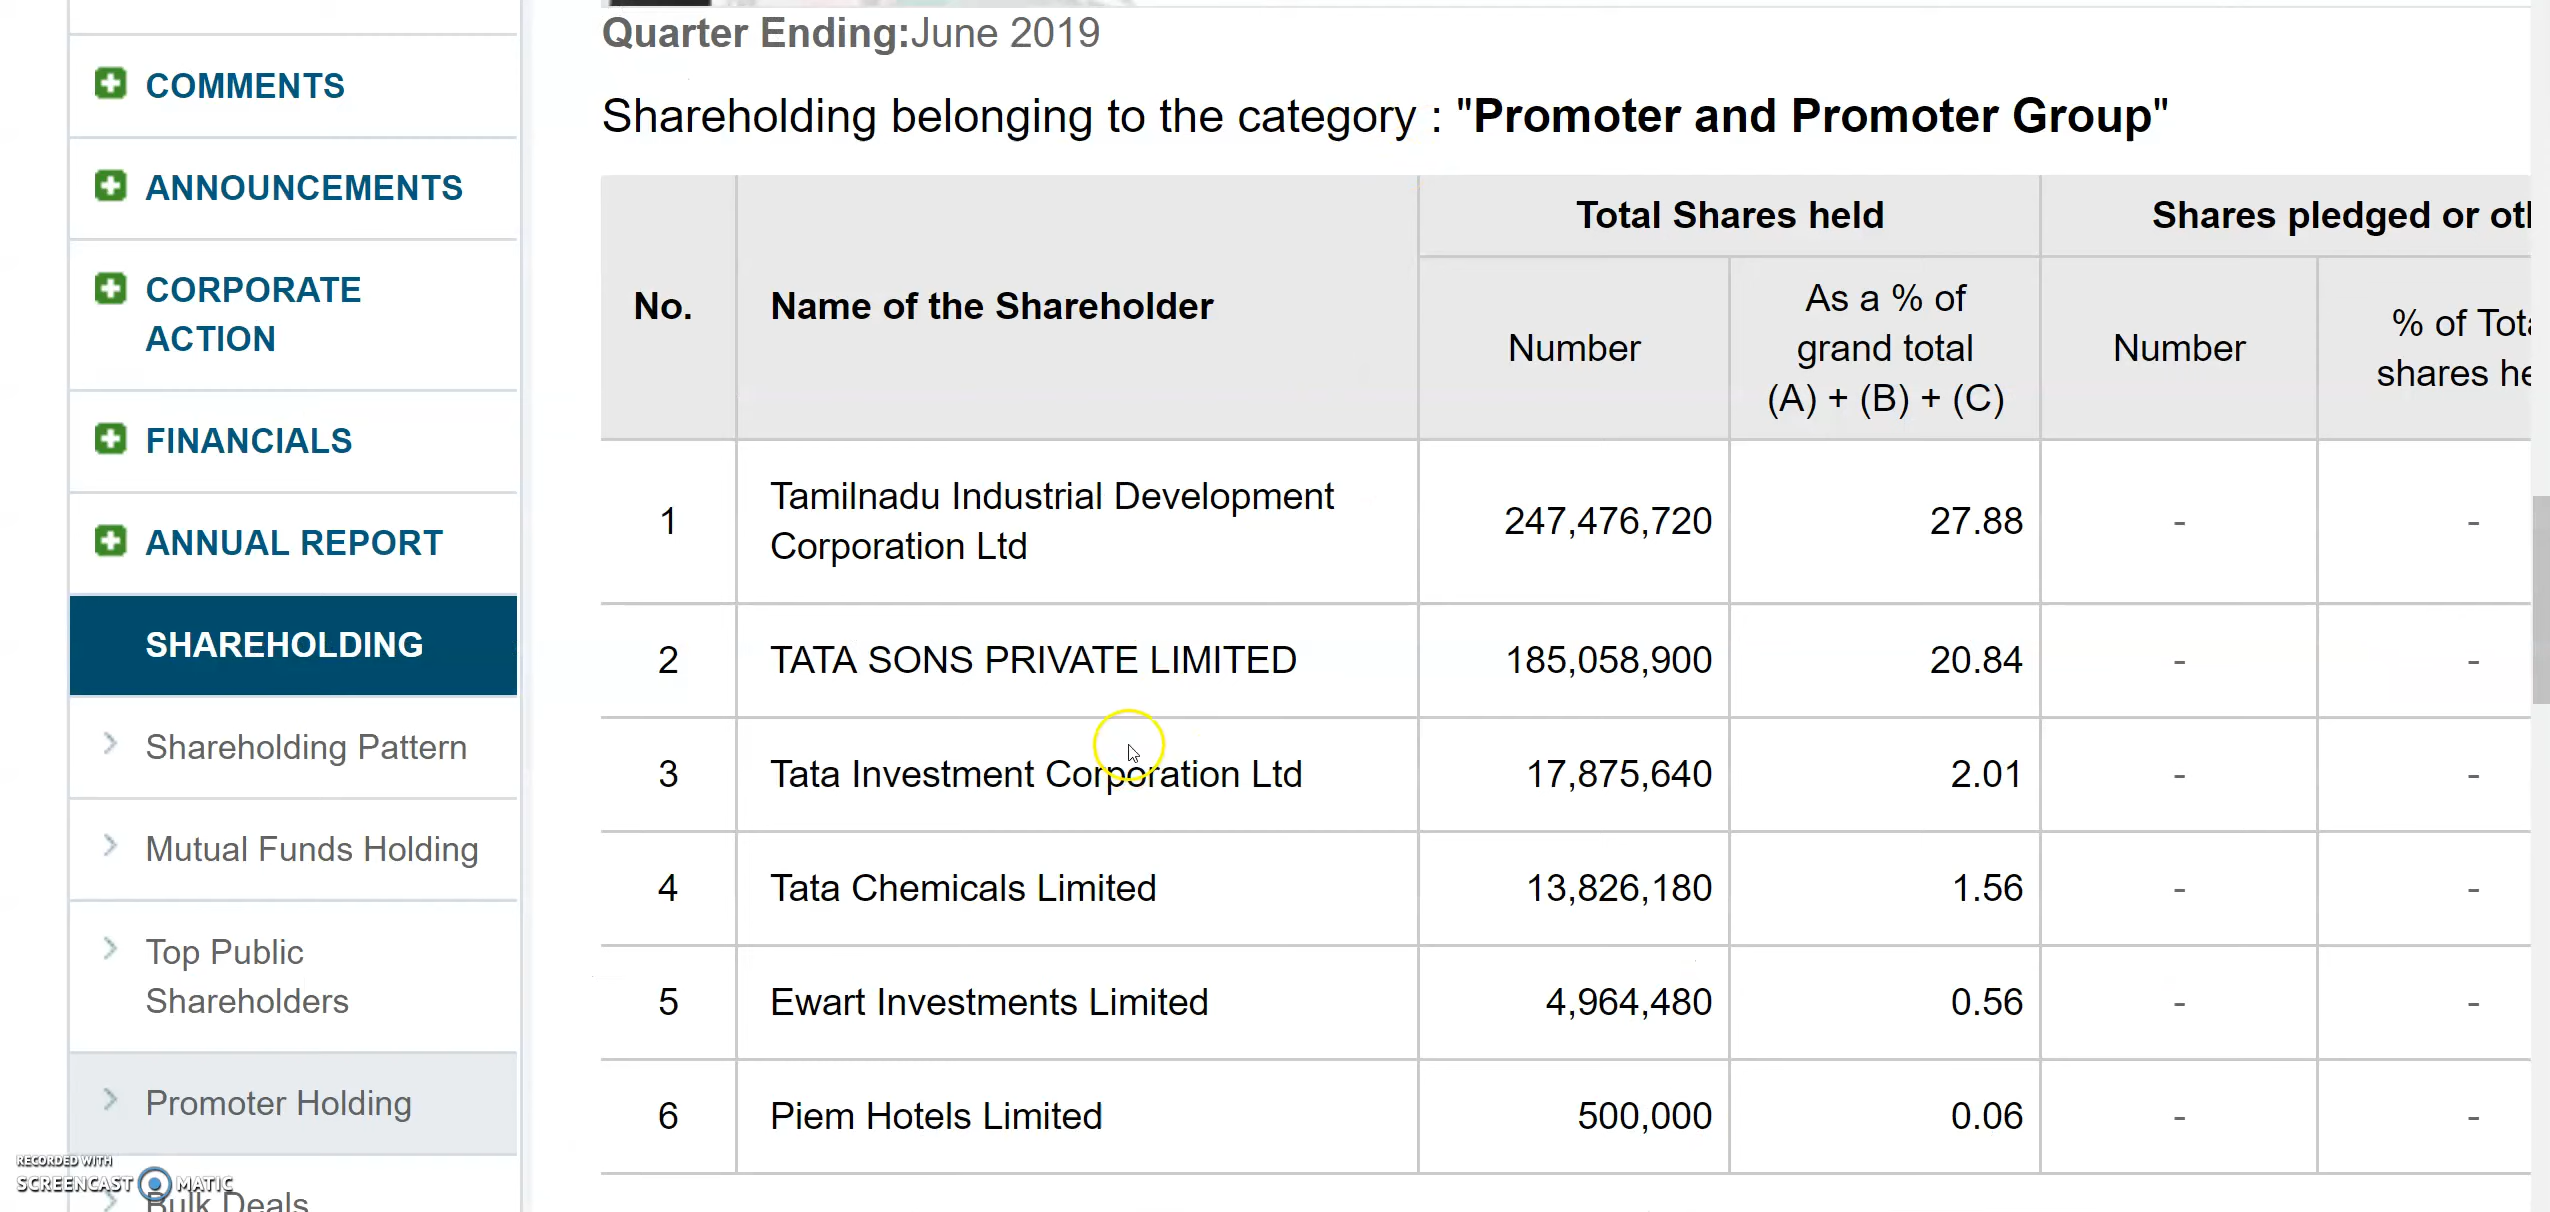 COMMENTS
ANNOUNCEMENTS
CORPORATE
ACTION
FINANCIALS
ANNUAL REPORT
SHAREHOLDING
Shareholding Pattern
Mutual Funds Holding
Top Public
Shareholders
Promoter Holding
Bulk Deals
RECORDED WITH
SCREENCAST MATIC
Quarter Ending:June 2019
Shareholding belonging to the category : "Promoter and Promoter Group"
No. Name of the Shareholder Total Shares held Shares pledged or
Number As a % of
grand total
(A) + (B) + (C) Number % of
shares
1 Tamilnadu Industrial Development
Corporation Ltd 247,476,720 27.88 - -
2 TATA SONS PRIVATE LIMITED 185,058,900 20.84 - -
3 Tata Investment Corporation Ltd 17,875,640 2.01 - -
4 Tata Chemicals Limited 13,826,180 1.56 - -
5 Ewart Investments Limited 4,964,480 0.56 - -
6 Piem Hotels Limited 500,000 0.06 - -